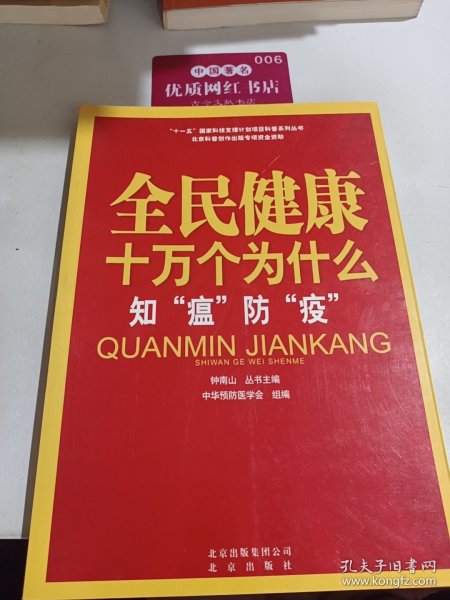 006
中国著名
优质网红书店
"十一五"国家科技支撑计划项目科普系列丛书
北京科普创作出版专项资金资助
全民健康
十万个为什么
知"瘟"防"疫"
QUANMIN JIANKANG
SHIWAN GE WEI SHENME
钟南山 丛书主编
中华预防医学会 组编
北京出版集团公司
北京出版社
孔夫子旧书网
www.kongfz.com